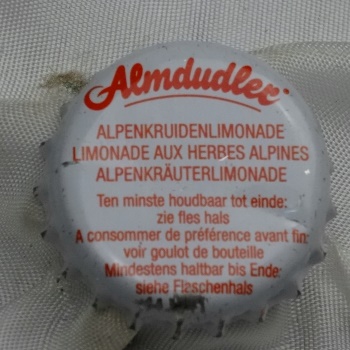 Almdudler
ALPENKRUIDENLIMONADE
LIMONADE AUX HERBES ALPINES
ALPENKRÄUTERLIMONADE
Ten minste houdbaar tot einde:
zie fles hals
A consommer de préférence avant fin:
voir goulot de bouteille
Mindestens haltbar bis Ende:
siehe Flaschenhals